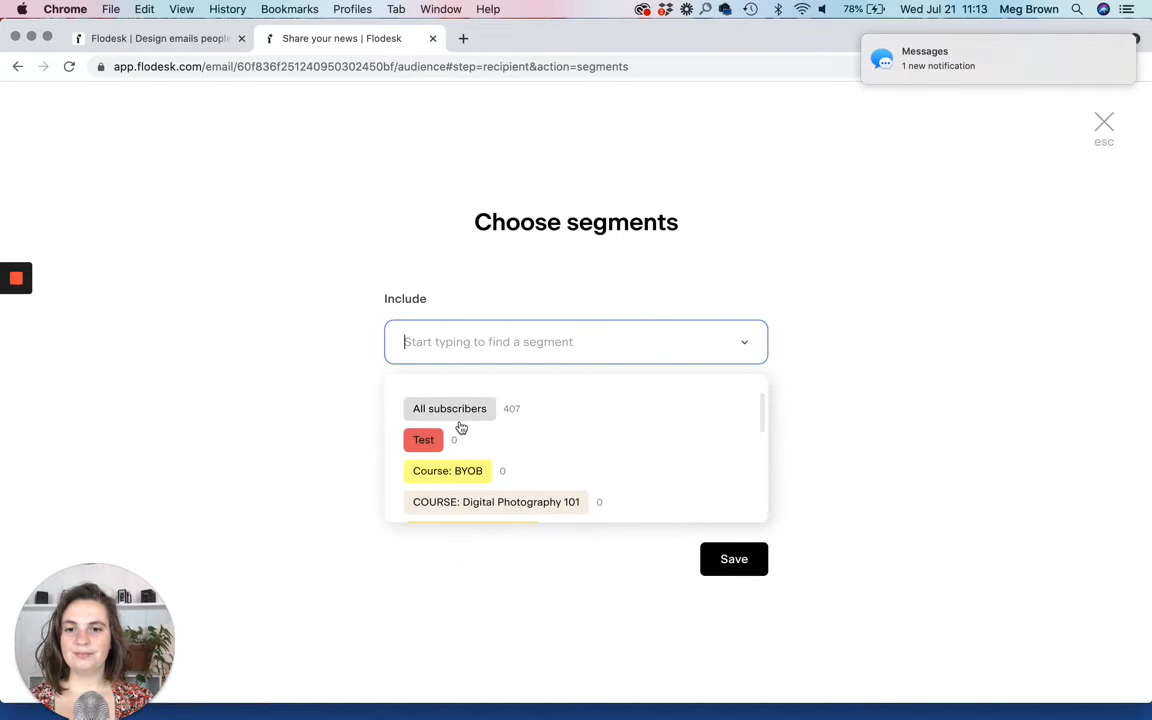 Chrome File Edit View History Bookmarks Profiles Tab Window Help 78% Wed Jul 21 11:13 Meg Brown
Flodesk | Design emails people
Share your news | Flodesk
app.flodesk.com/email/60f836f251240950302450bf/audience#step=recipient&action=segments
Messages
1 new notification
esc
Choose segments
Include
Start typing to find a segment
All subscribers 407
Test 0
Course: BYOB 0
COURSE: Digital Photography 101 0
Save